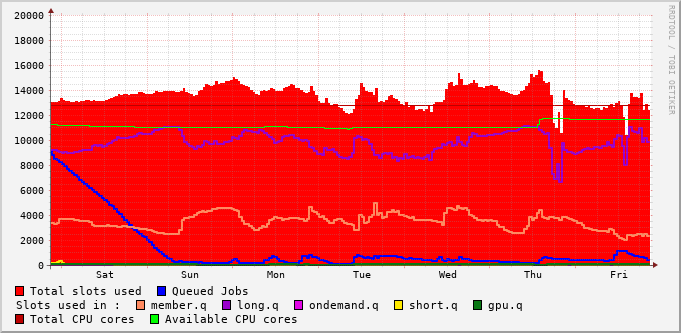 20000
18000
16000
14000
12000
10000
8000
6000
4000
2000
0
Sat Sun Mon Tue Wed Thu Fri
RRDTOOL / TOBI OETIKER
Total slots used Queued Jobs
Slots used in : member.q long.q ondemand.q short.q gpu.q
Total CPU cores Available CPU cores